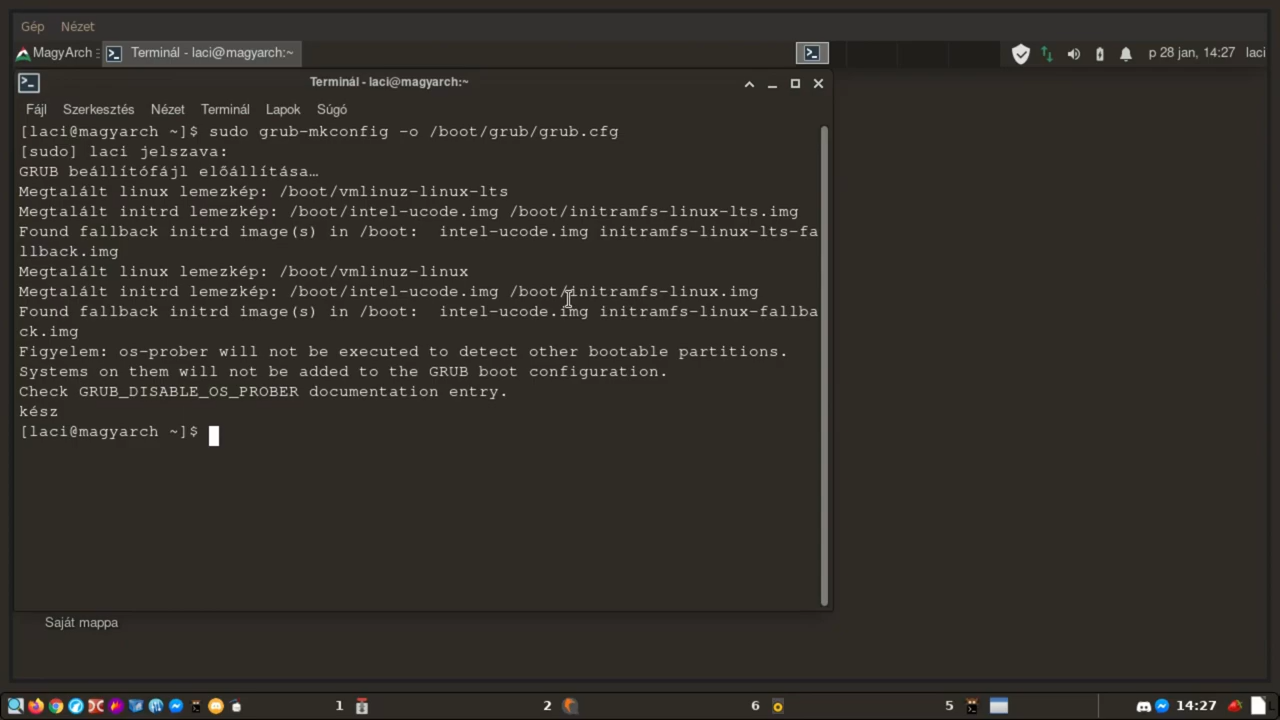 Gép Nézet
MagyArch Terminál - laci@magyarch:~ p 28 jan, 14:27 laci
Terminál - laci@magyarch:~
Fájl Szerkesztés Nézet Terminál Lapok Súgó
[laci@magyarch ~]$ sudo grub-mkconfig -o /boot/grub/grub.cfg
[sudo] laci jelszava:
GRUB beállítófájl előállítása…
Megtalált linux lemezkép: /boot/vmlinuz-linux-lts
Megtalált initrd lemezkép: /boot/intel-ucode.img /boot/initramfs-linux-lts.img
Found fallback initrd image(s) in /boot:  intel-ucode.img initramfs-linux-lts-fa
llback.img
Megtalált linux lemezkép: /boot/vmlinuz-linux
Megtalált initrd lemezkép: /boot/intel-ucode.img /boot/initramfs-linux.img
Found fallback initrd image(s) in /boot:  intel-ucode.img initramfs-linux-fallba
ck.img
Figyelem: os-prober will not be executed to detect other bootable partitions.
Systems on them will not be added to the GRUB boot configuration.
Check GRUB_DISABLE_OS_PROBER documentation entry.
kész
[laci@magyarch ~]$
Saját mappa
1 2 6 5 14:27